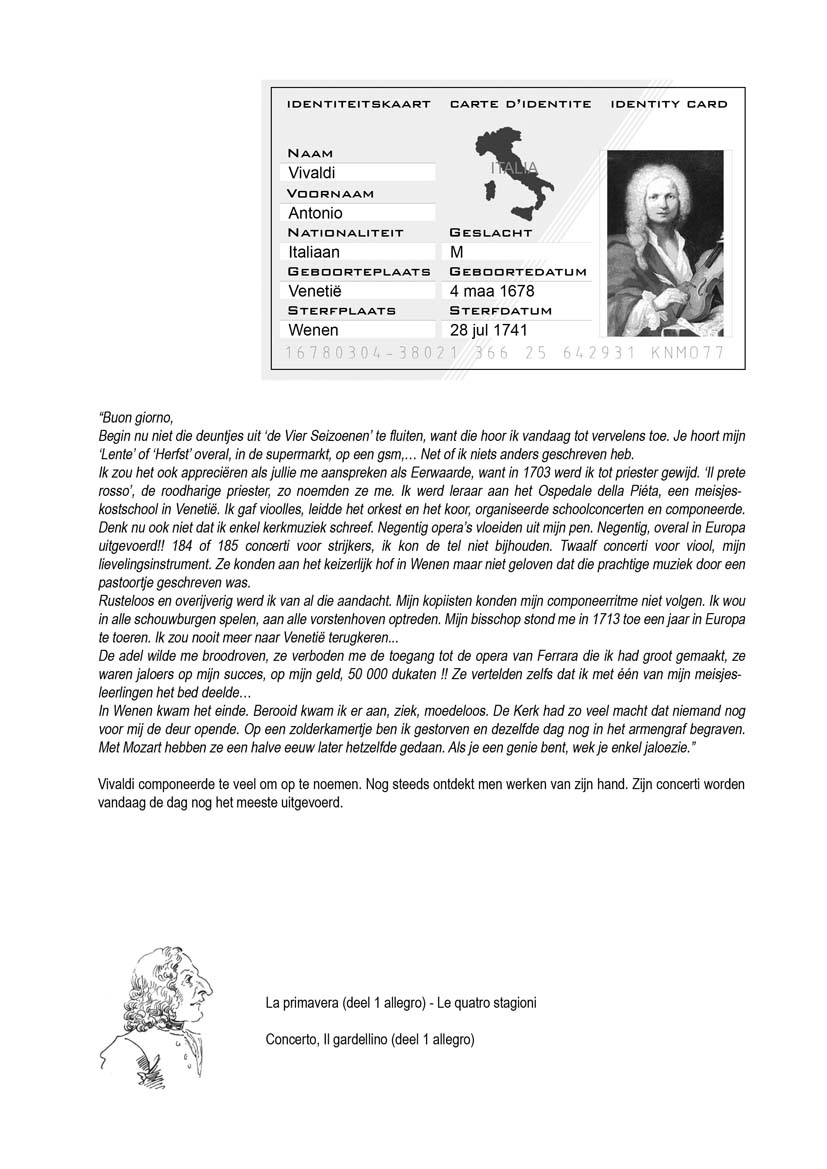 IDENTITEITSKAART CARTE D'IDENTITE IDENTITY CARD
NAAM
Vivaldi
ITALIA
VOORNAAM
Antonio
NATIONALITEIT GESLACHT
Italiaan M
GEBOORTEPLAATS GEBOORTEDATUM
Venetië 4 maa 1678
STERFPLAATS STERFDATUM
Wenen 28 jul 1741
16780304-38021 366 25 642931 KNMO77
“Buon giorno,
Begin nu niet die deuntjes uit ‘de Vier Seizoenen’ te fluiten, want die hoor ik vandaag tot vervelens toe. Je hoort mijn
‘Lente’ of ‘Herfst’ overal, in de supermarkt, op een gsm,… Net of ik niets anders geschreven heb.
Ik zou het ook appreciëren als jullie me aanspreken als Eerwaarde, want in 1703 werd ik tot priester gewijd. ‘Il prete
rosso’, de roodharige priester, zo noemden ze me. Ik werd leraar aan het Ospedale della Piéta, een meisjes-
kostschool in Venetië. Ik gaf vioolles, leidde het orkest en het koor, organiseerde schoolconcerten en componeerde.
Denk nu ook niet dat ik enkel kerkmuziek schreef. Negentig opera’s vloeiden uit mijn pen. Negentig, overal in Europa
uitgevoerd!! 184 of 185 concerti voor strijkers, ik kon de tel niet bijhouden. Twaalf concerti voor viool, mijn
lievelingsinstrument. Ze konden aan het keizerlijk hof in Wenen maar niet geloven dat die prachtige muziek door een
pastoortje geschreven was.
Rusteloos en overijverig werd ik van al die aandacht. Mijn kopiisten konden mijn componeerritme niet volgen. Ik wou
in alle schouwburgen spelen, aan alle vorstenhoven optreden. Mijn bisschop stond me in 1713 toe een jaar in Europa
te toeren. Ik zou nooit meer naar Venetië terugkeren...
De adel wilde me broodroven, ze verboden me de toegang tot de opera van Ferrara die ik had groot gemaakt, ze
waren jaloers op mijn succes, op mijn geld, 50 000 dukaten !! Ze vertelden zelfs dat ik met één van mijn meisjes-
leerlingen het bed deelde…
In Wenen kwam het einde. Berooid kwam ik er aan, ziek, moedeloos. De Kerk had zo veel macht dat niemand nog
voor mij de deur opende. Op een zolderkamertje ben ik gestorven en dezelfde dag nog in het armengraf begraven.
Met Mozart hebben ze een halve eeuw later hetzelfde gedaan. Als je een genie bent, wek je enkel jaloezie.”
Vivaldi componeerde te veel om op te noemen. Nog steeds ontdekt men werken van zijn hand. Zijn concerti worden
vandaag de dag nog het meeste uitgevoerd.
La primavera (deel 1 allegro) - Le quatro stagioni
Concerto, Il gardellino (deel 1 allegro)